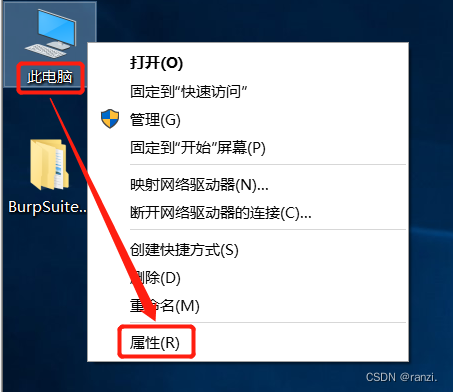 此电脑
BurpSuite...
打开(O)
固定到"快速访问"
管理(G)
固定到"开始"屏幕(P)
映射网络驱动器(N)...
断开网络驱动器的连接(C)...
创建快捷方式(S)
删除(D)
重命名(M)
属性(R)
CSDN @ranzi.